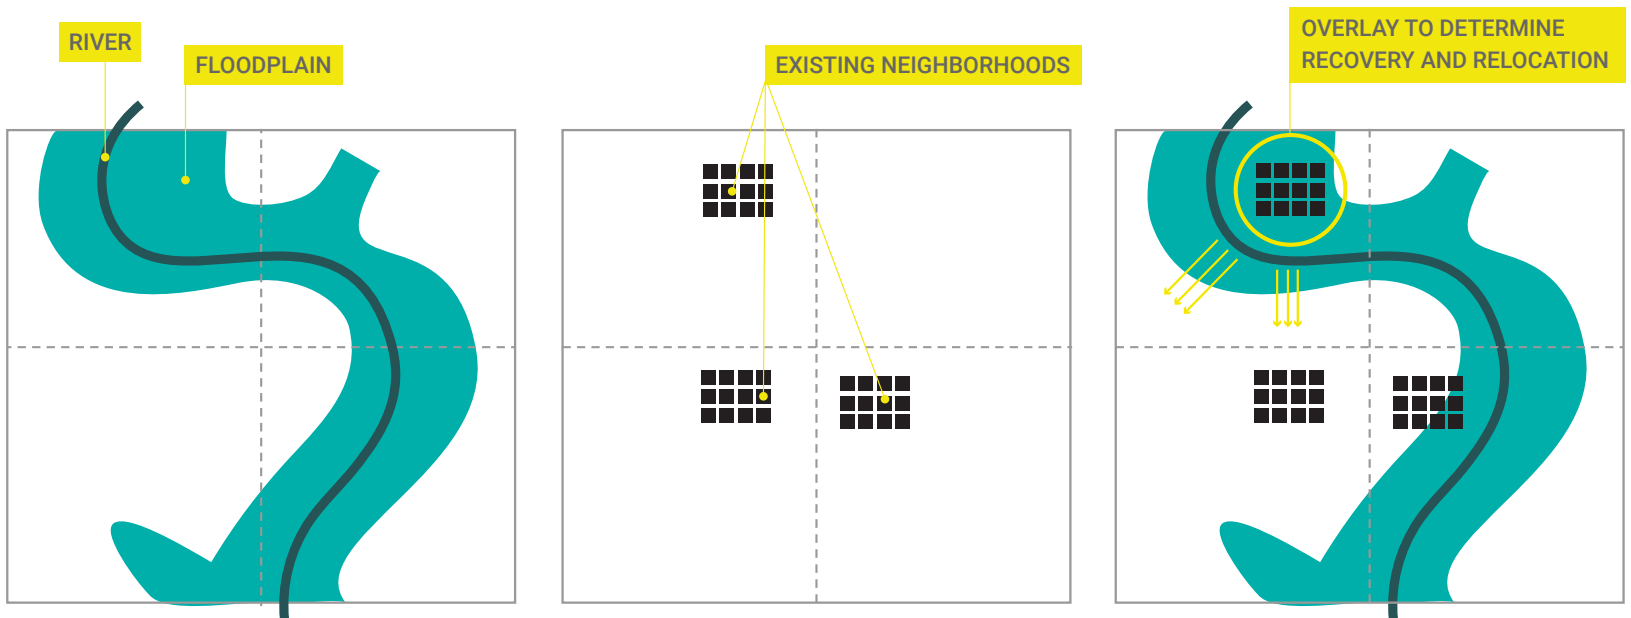 RIVER
FLOODPLAIN
EXISTING NEIGHBORHOODS
OVERLAY TO DETERMINE
RECOVERY AND RELOCATION